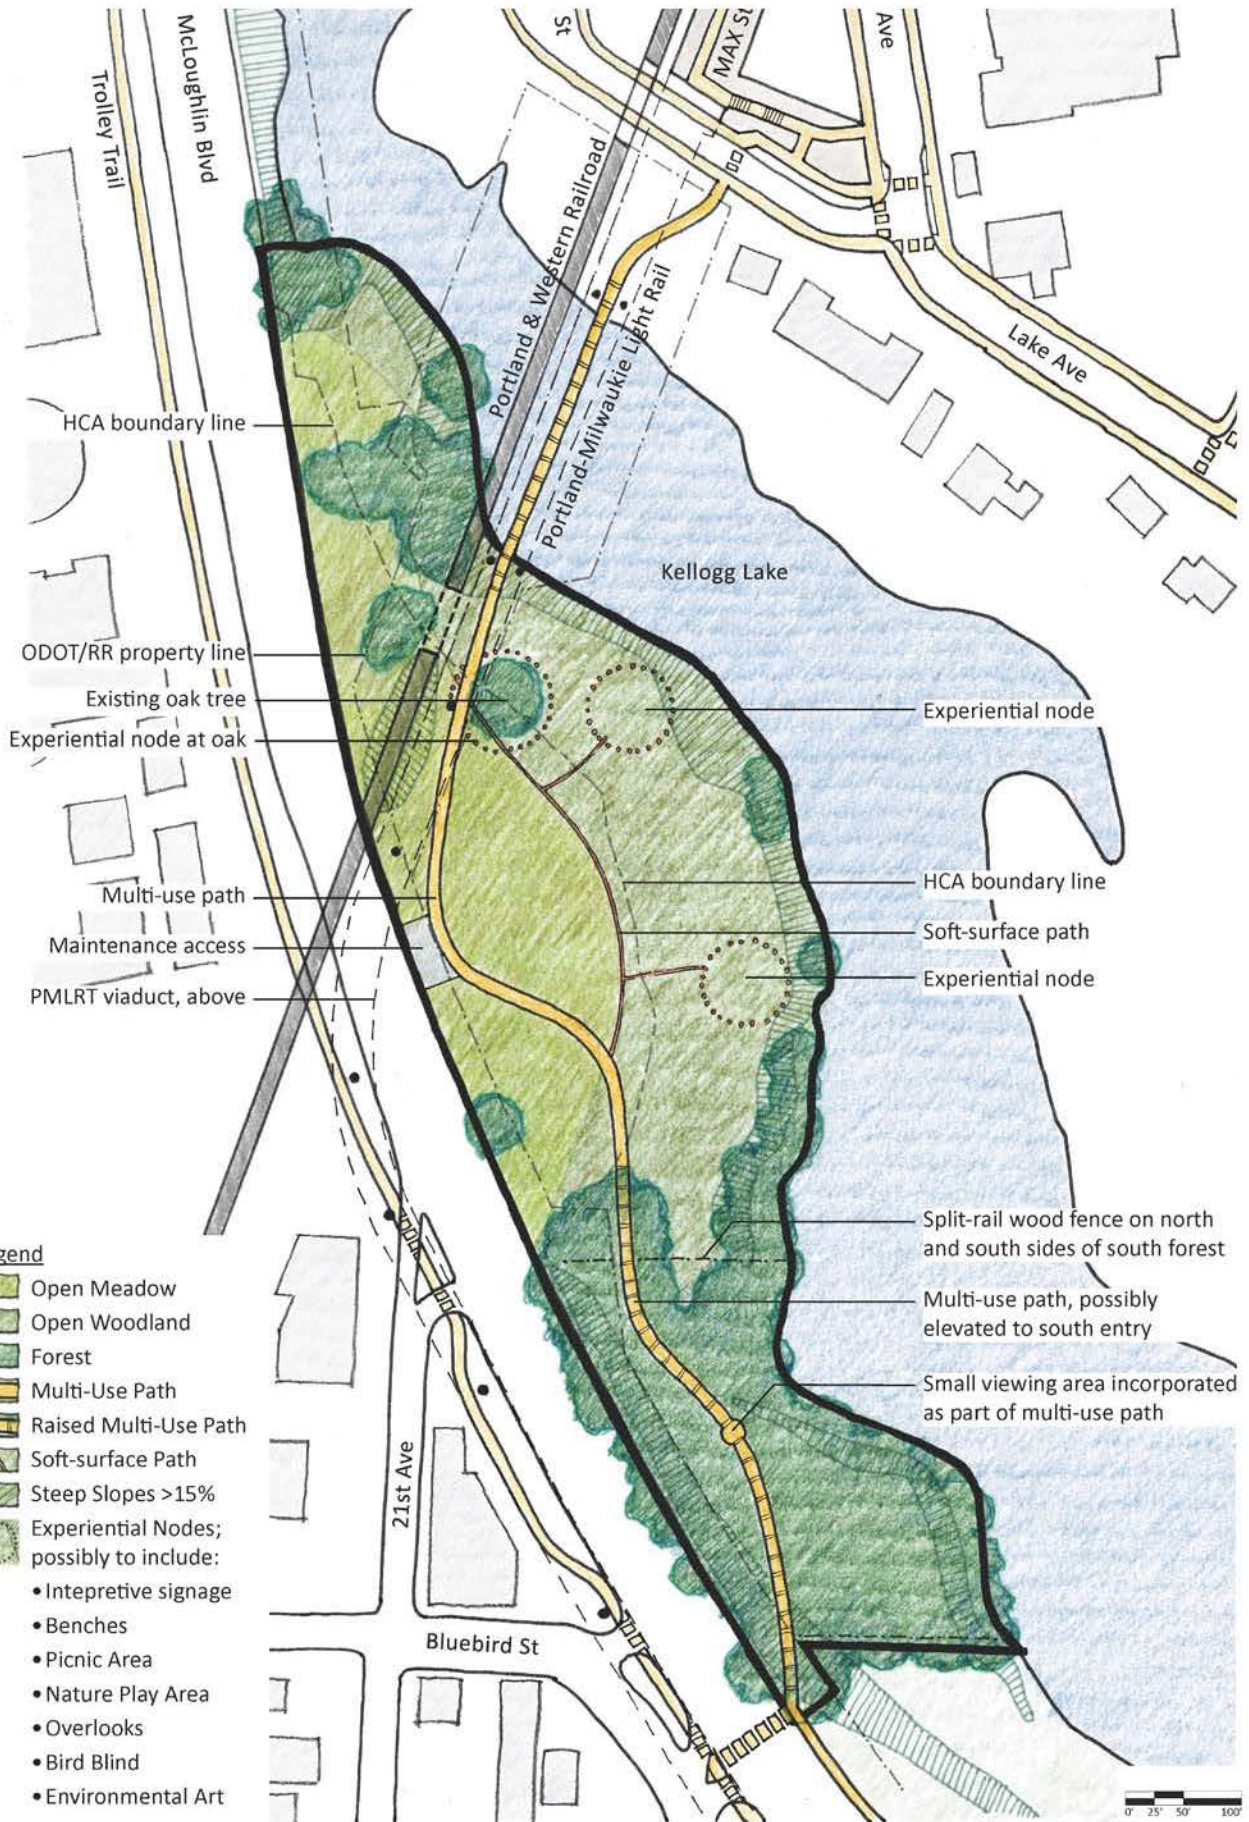 St
MAX St
Ave
McLoughlin Blvd
Trolley Trail
Portland & Western Railroad
Portland-Milwaukie Light Rail
Lake Ave
HCA boundary line
Kellogg Lake
ODOT/RR property line
Existing oak tree
Experiential node at oak
Experiential node
Multi-use path
Maintenance access
PMLRT viaduct, above
HCA boundary line
Soft-surface path
Experiential node
Split-rail wood fence on north
and south sides of south forest
Multi-use path, possibly
elevated to south entry
Small viewing area incorporated
as part of multi-use path
gend
Open Meadow
Open Woodland
Forest
Multi-Use Path
Raised Multi-Use Path
Soft-surface Path
Steep Slopes >15%
Experiential Nodes;
possibly to include:
• Intepretive signage
• Benches
• Picnic Area
• Nature Play Area
• Overlooks
• Bird Blind
• Environmental Art
21st Ave
Bluebird St
0' 25' 50' 100'